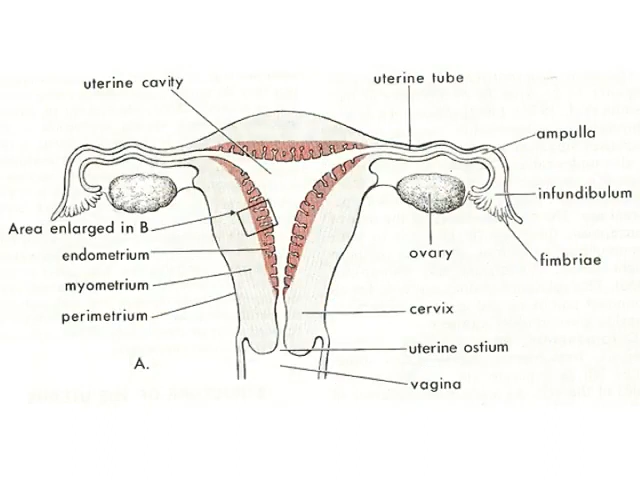 uterine cavity
uterine tube
ampulla
infundibulum
Area enlarged in B
endometrium
ovary
fimbriae
myometrium
perimetrium
cervix
uterine ostium
A.
vagina